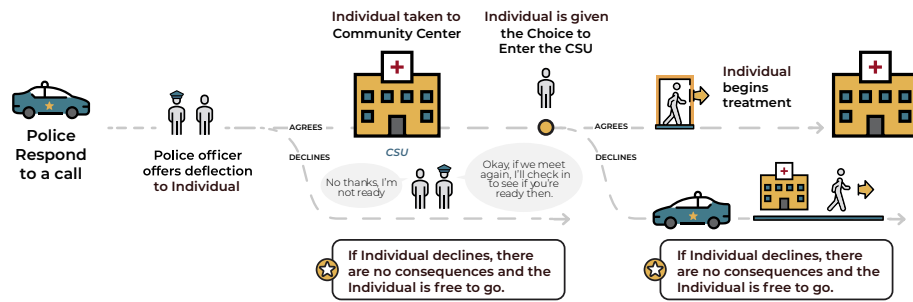 Police
Respond
to a call
Police officer
offers deflection
to Individual
AGREES
DECLINES
Individual taken to
Community Center
CSU
No thanks, I'm
not ready
Okay, if we meet
again, I'll check in
to see if you're
ready then.
If Individual declines, there
are no consequences and the
Individual is free to go.
Individual is given
the Choice to
Enter the CSU
AGREES
DECLINES
Individual
begins
treatment
If Individual declines, there
are no consequences and the
Individual is free to go.